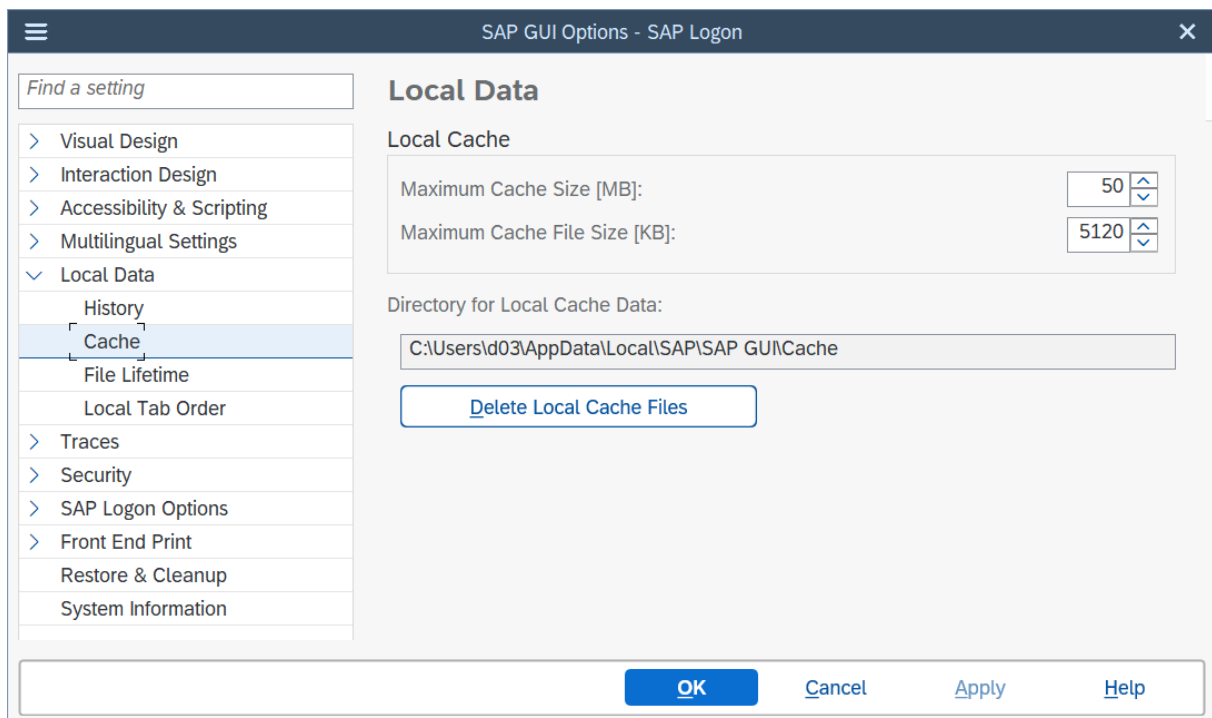 SAP GUI Options - SAP Logon
Find a setting
Visual Design
Interaction Design
Accessibility & Scripting
Multilingual Settings
Local Data
History
Cache
File Lifetime
Local Tab Order
Traces
Security
SAP Logon Options
Front End Print
Restore & Cleanup
System Information
Local Data
Local Cache
Maximum Cache Size [MB]: 50
Maximum Cache File Size [KB]: 5120
Directory for Local Cache Data:
C:\Users\d03\AppData\Local\SAP\SAP GUI\Cache
Delete Local Cache Files
OK Cancel Apply Help